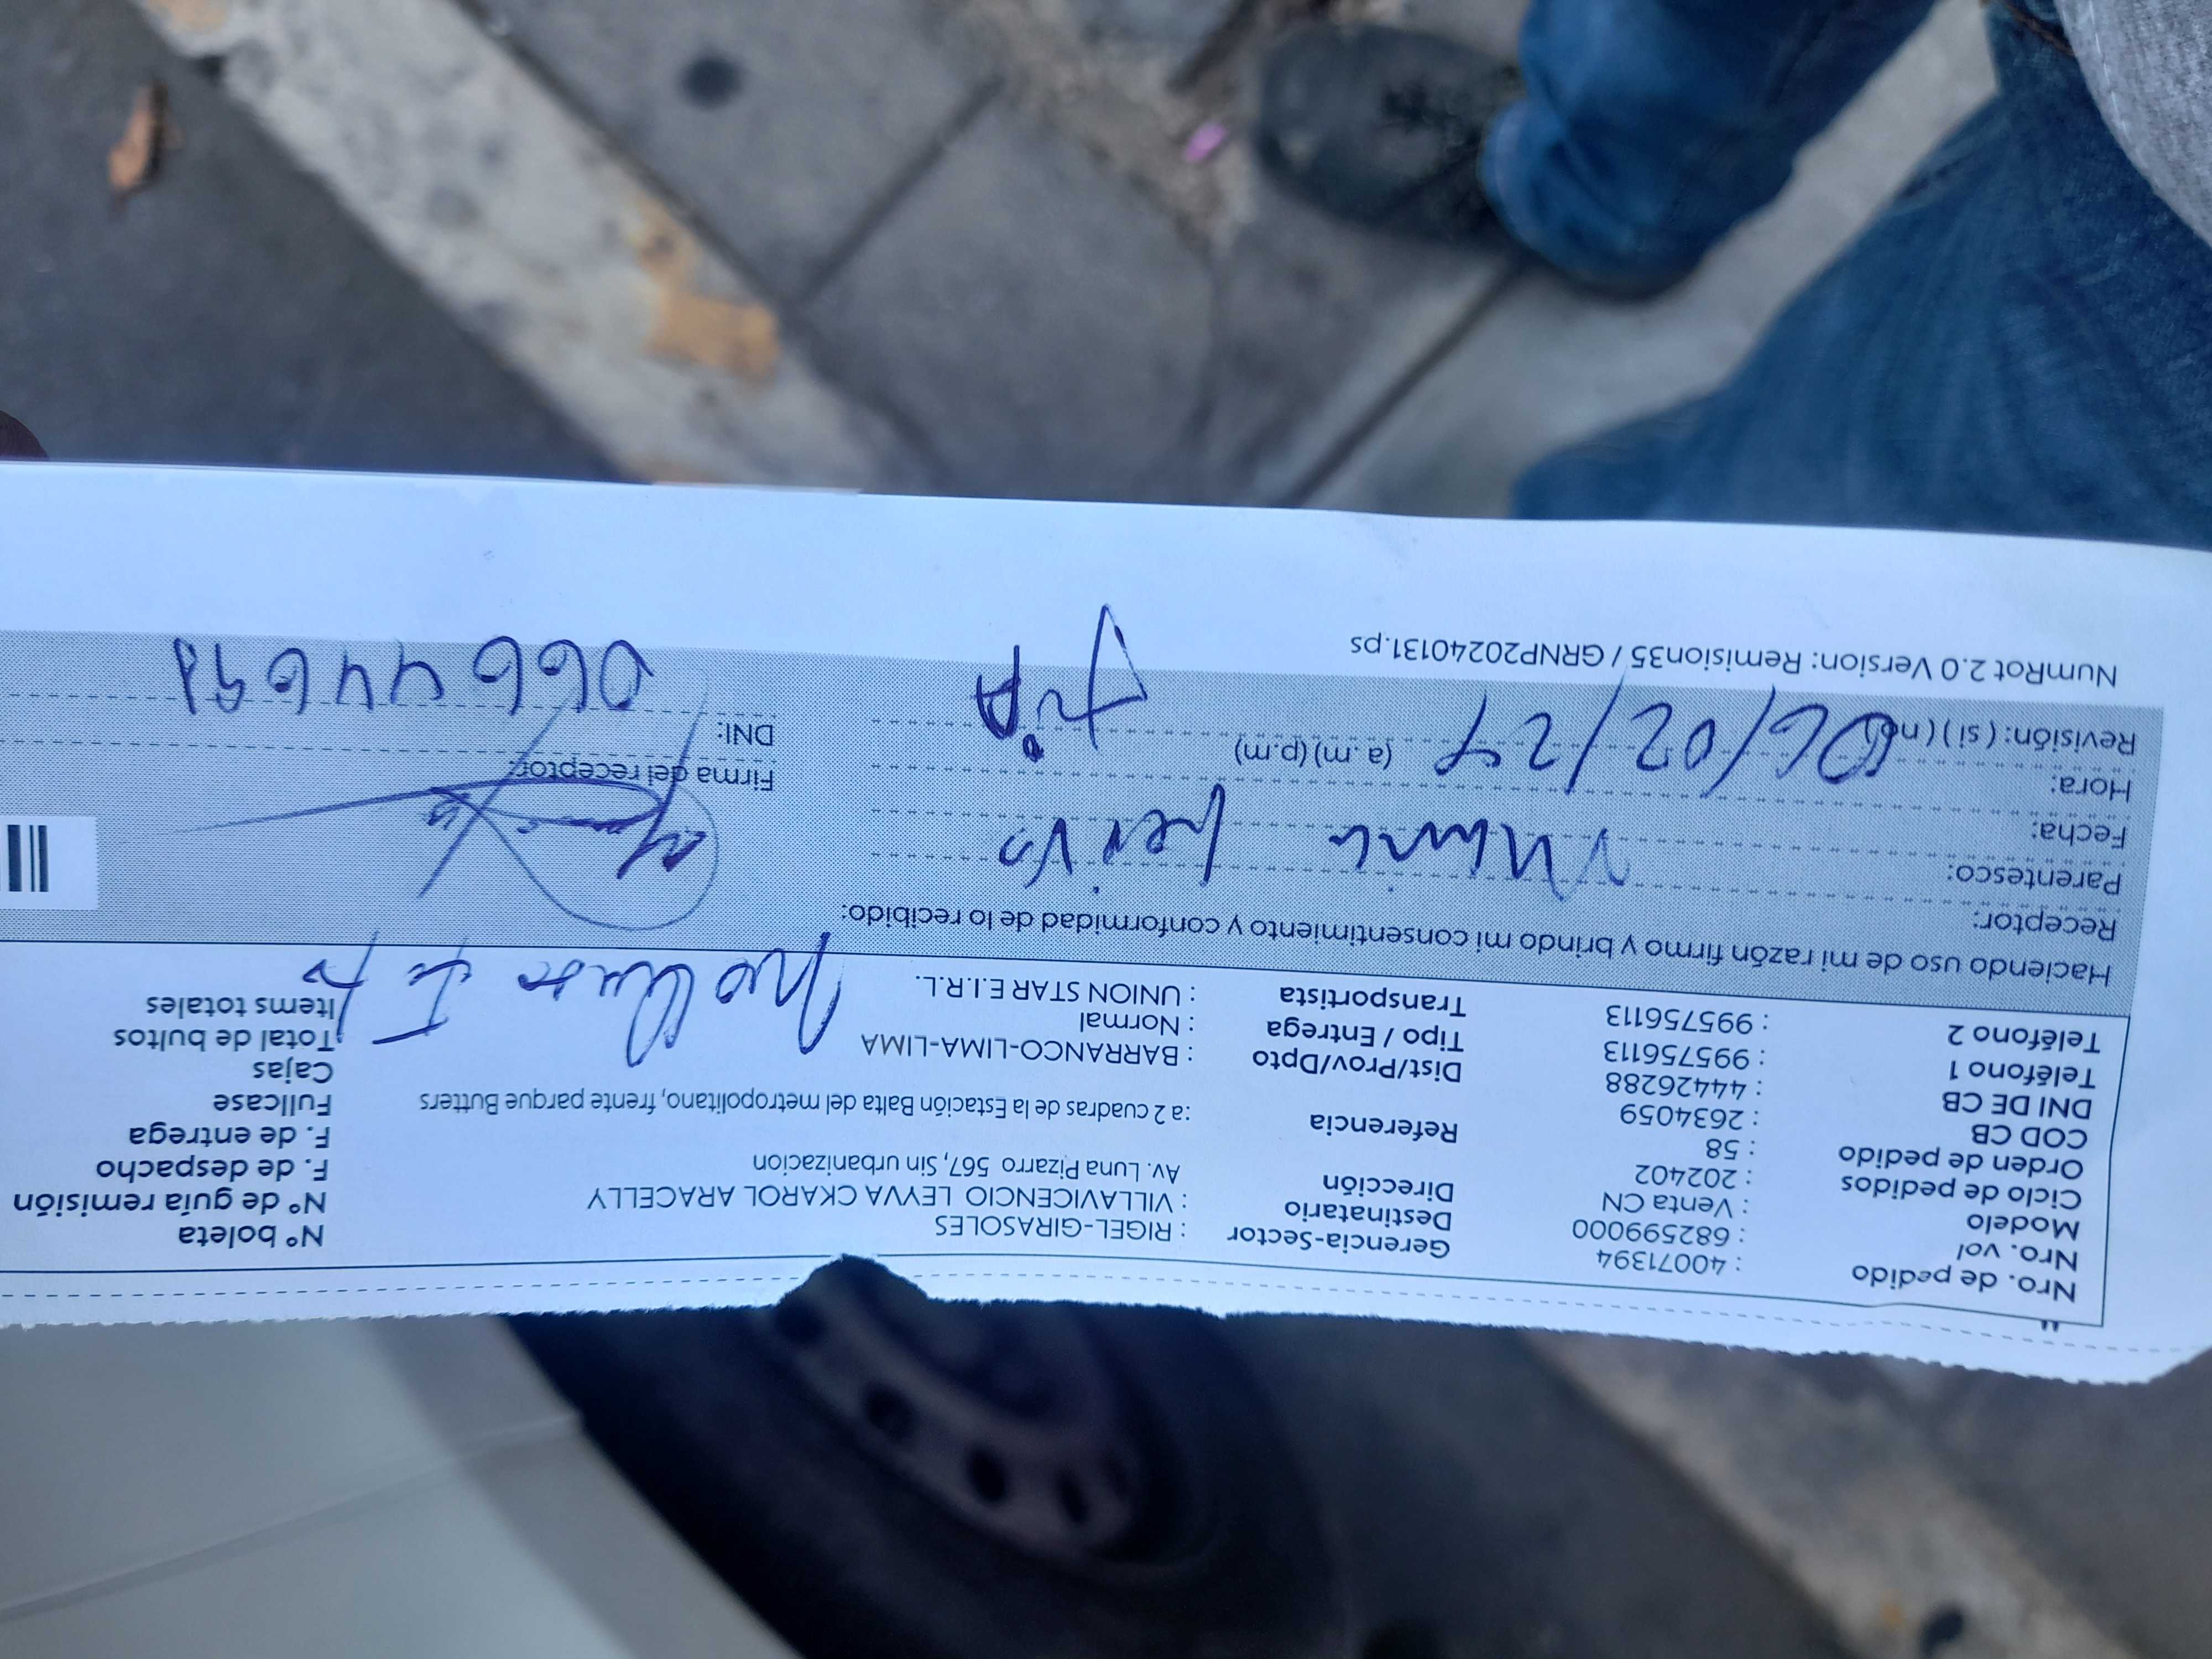 Nro. de pedido : 40071394
Nro. vol : 682599000
Modelo : Venta CN
Ciclo de pedidos : 202402
Orden de pedido : 58
COD CB : 2634059
DNI DE CB : 44426288
Teléfono 1 : 995756113
Teléfono 2 : 995756113
Gerencia-Sector : RIGEL-GIRASOLES
Destinatario : VILLAVICENCIO LEYVA CKAROL ARACELLY
Dirección Av. Luna Pizarro 567, Sin urbanizacion
Referencia : a 2 cuadras de la Estación Balta del metropolitano, frente parque Butters
Dist/Prov/Dpto : BARRANCO-LIMA-LIMA
Tipo / Entrega : Normal
Transportista : UNION STAR E.I.R.L.
N° boleta
N° de guía remisión
F. de despacho
F. de entrega
Fullcase
Cajas
Total de bultos
Items totales
Haciendo uso de mi razón firmo y brindo mi consentimiento y conformidad de lo recibido:
Receptor:
Parentesco:
Fecha:
Hora: (a.m) (p.m)
Revisión: ( si ) ( no )
06/02/24
Firma del receptor:
DNI:
NumRot 2.0 Version: Remision35 / GRNP20240131.ps